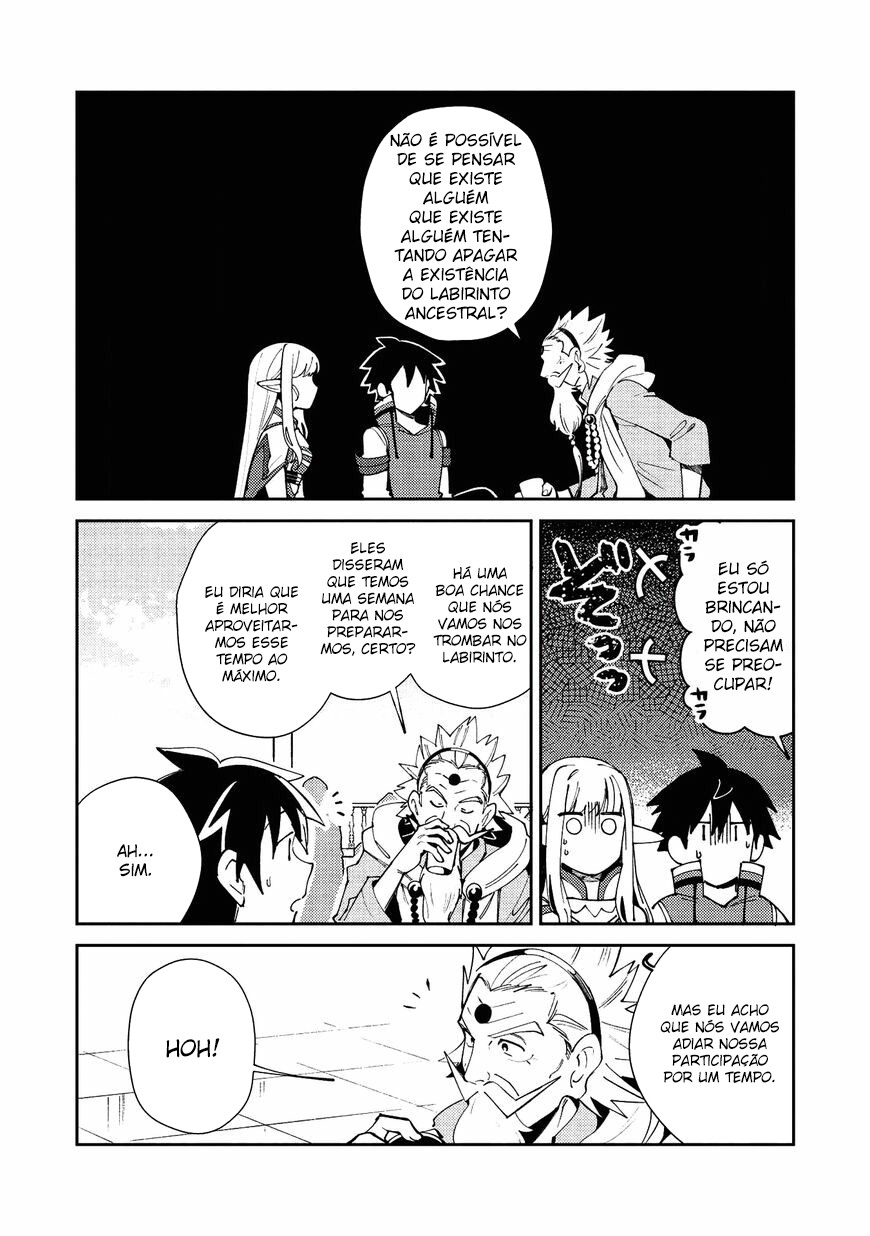 NÃO É POSSÍVEL
DE SE PENSAR
QUE EXISTE
ALGUÉM
QUE EXISTE
ALGUÉM TEN-
TANDO APAGAR
A EXISTÊNCIA
DO LABIRINTO
ANCESTRAL?
EU SÓ
ESTOU
BRINCAN-
DO, NÃO
PRECISAM
SE PREO-
CUPAR!
HÁ UMA
BOA CHANCE
QUE NÓS
VAMOS NOS
TROMBAR NO
LABIRINTO.
ELES
DISSERAM
QUE TEMOS
UMA SEMANA
PARA NOS
PREPARAR-
MOS, CERTO?
EU DIRIA QUE
É MELHOR
APROVEITAR-
MOS ESSE
TEMPO AO
MÁXIMO.
AH...
SIM.
MAS EU ACHO
QUE NÓS VAMOS
ADIAR NOSSA
PARTICIPAÇÃO
POR UM TEMPO.
HOH!